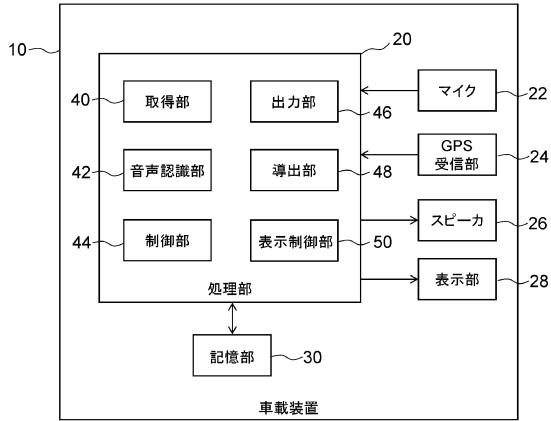 10
20
40
取得部
出力部
46
マイク
22
42
音声認識部
導出部
48
GPS
受信部
24
44
制御部
表示制御部
50
スピーカ
26
処理部
表示部
28
記憶部
30
車載装置